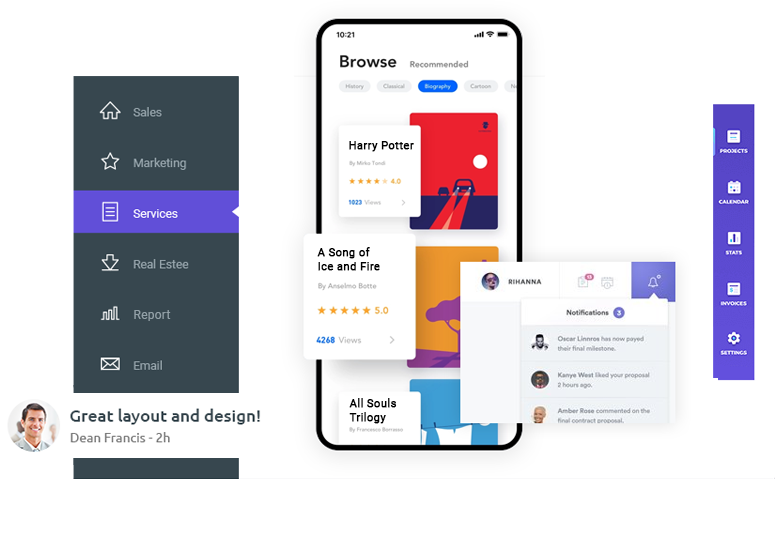 Sales
Marketing
Services
Real Estee
Report
Email
Great layout and design!
Dean Francis - 2h
10:21
Browse Recommended
History Classical Biography Cartoon
Harry Potter
By Mirko Tondi
4.0
1023 Views
A Song of
Ice and Fire
By Anselmo Botte
5.0
4268 Views
All Souls
Trilogy
By Francesco Borrasso
RIHANNA
Notifications 3
Oscar Linnros has now payed
their final milestone.
Kanye West liked your proposal
2 hours ago.
Amber Rose commented on the
final contract proposal.
PROJECTS
CALENDAR
STATS
INVOICES
SETTINGS